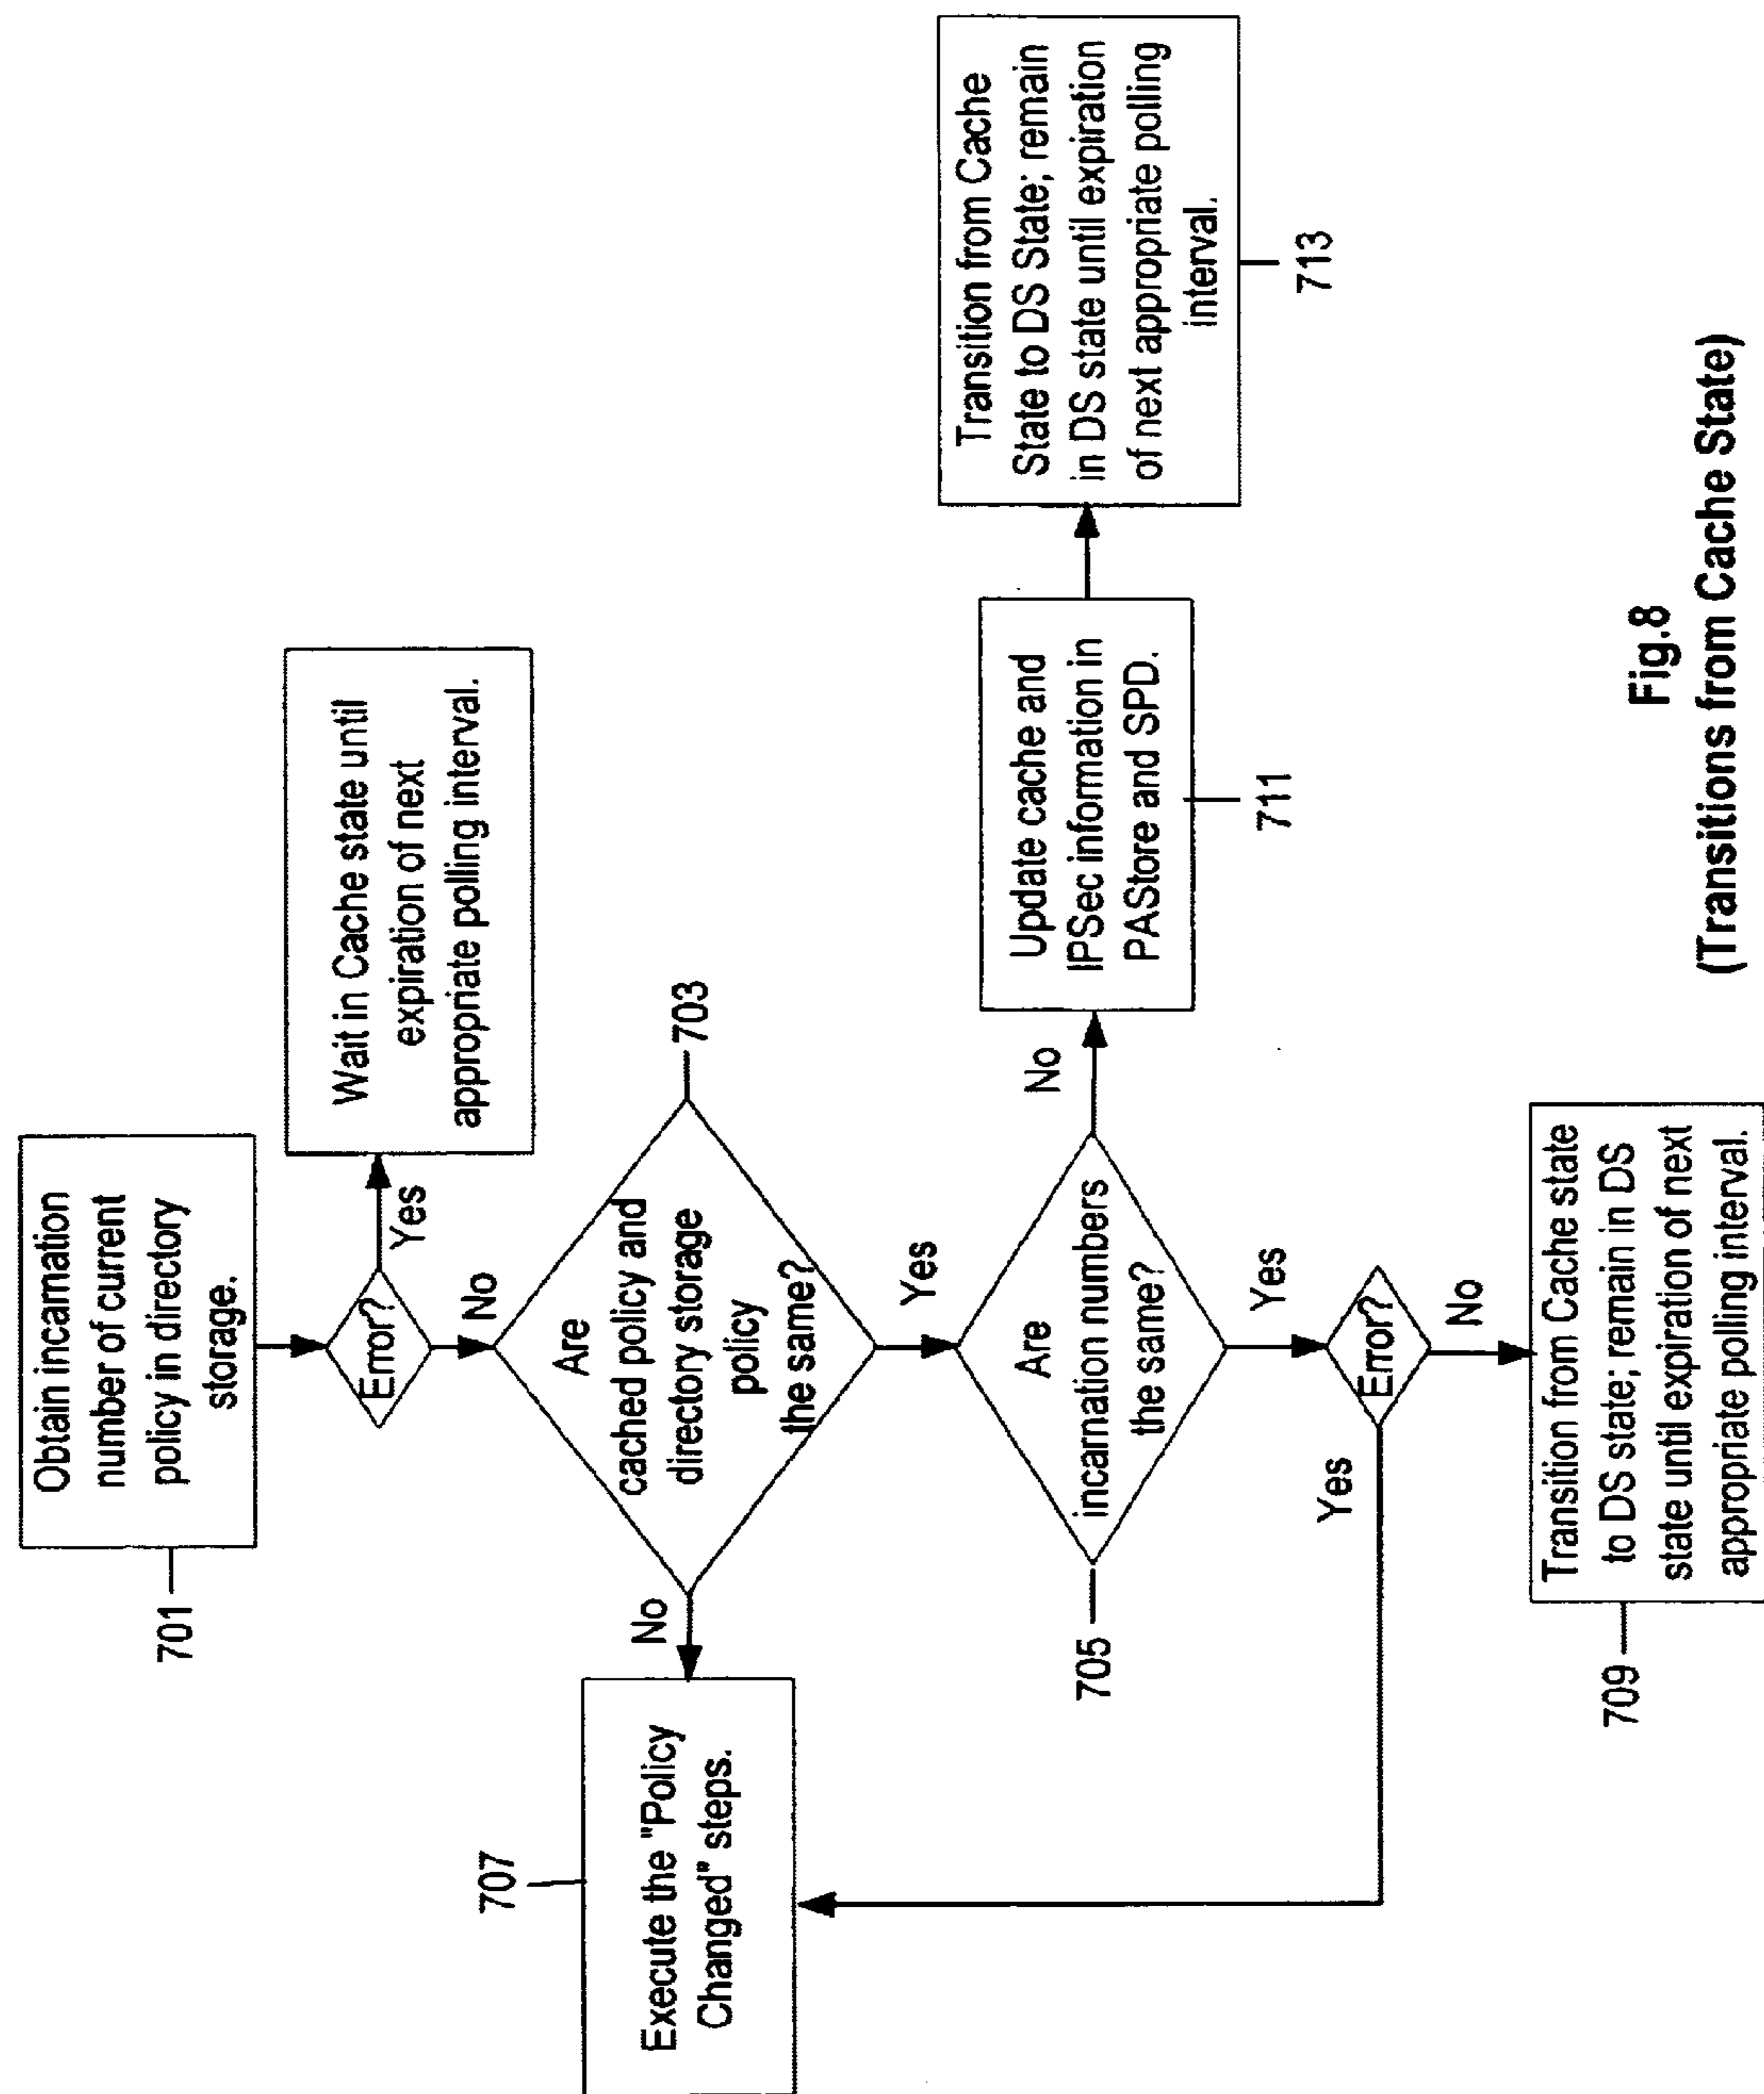 Obtain incarnation
number of current
policy in directory
storage.
701
Error?
Yes
Wait in Cache state until
expiration of next
appropriate polling interval.
No
Are
cached policy and
directory storage
policy
the same?
703
No
Execute the "Policy
Changed" steps.
707
Yes
Are
incarnation numbers
the same?
705
No
Update cache and
IPSec information in
PAStore and SPD.
711
Transition from Cache
State to DS State; remain
in DS state until expiration
of next appropriate polling
interval.
713
Yes
Error?
Yes
No
Transition from Cache state
to DS state; remain in DS
state until expiration of next
appropriate polling interval.
709
Fig.8
(Transitions from Cache State)